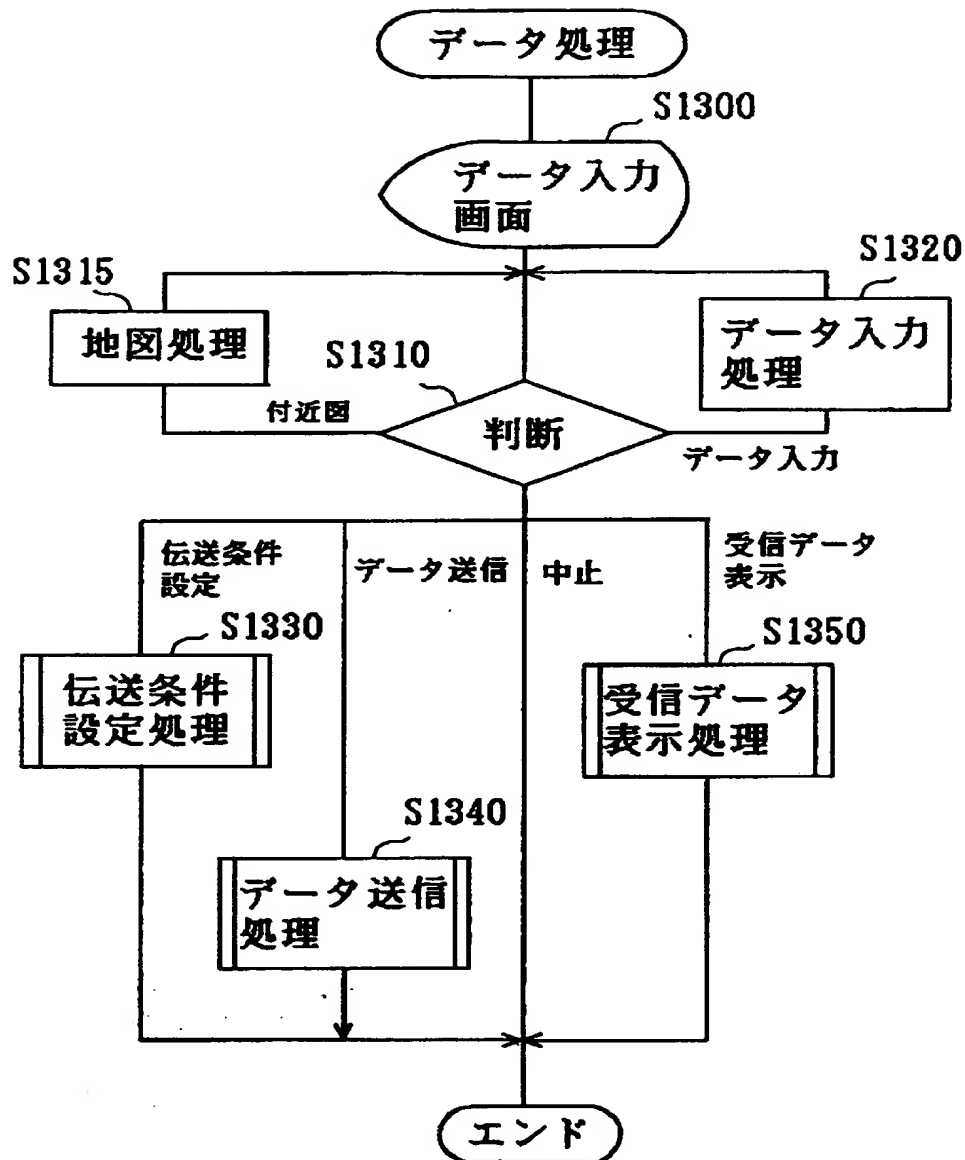 データ処理
S1300
データ入力
画面
S1315
S1320
地図処理
データ入力
処理
S1310
付近図
判断
データ入力
伝送条件
設定
データ送信
中止
受信データ
表示
S1330
伝送条件
設定処理
S1350
受信データ
表示処理
S1340
データ送信
処理
エンド